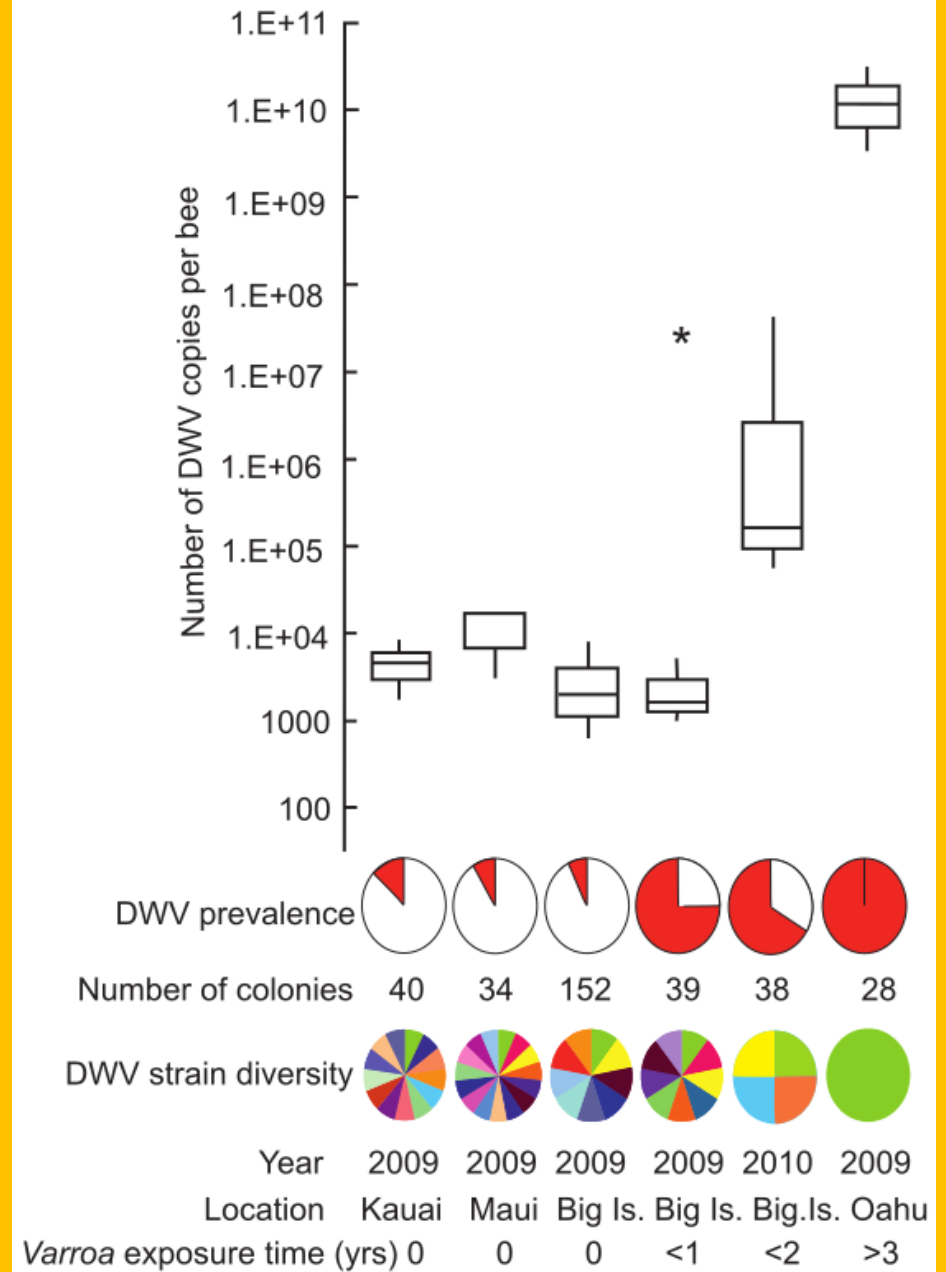 1.E+11
1.E+10
1.E+09
1.E+08
1.E+07
1.E+06
1.E+05
1.E+04
1000
100
Number of DWV copies per bee
*
DWV prevalence
Number of colonies 40 34 152 39 38 28
DWV strain diversity
Year 2009 2009 2009 2009 2010 2009
Location Kauai Maui Big Is. Big Is. Big.Is. Oahu
Varroa exposure time (yrs) 0 0 0 <1 <2 >3